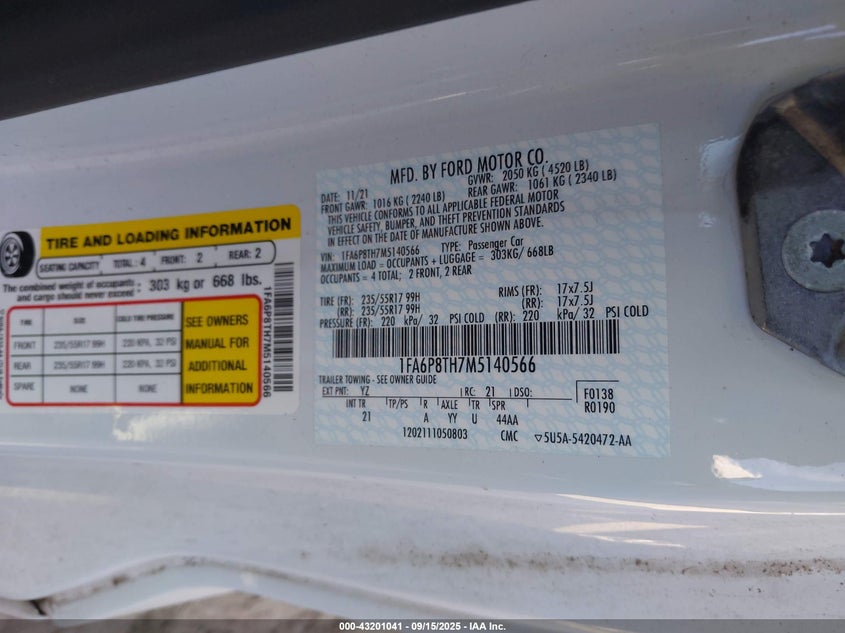 TIRE AND LOADING INFORMATION
SEATING CAPACITY TOTAL: 4 FRONT: 2 REAR: 2
The combined weight of occupants and cargo should never exceed: 303 kg or 668 lbs.
TIRE SIZE COLD TIRE PRESSURE
FRONT 235/55R17 99H 220 KPA, 32 PSI
REAR 235/55R17 99H 220 KPA, 32 PSI
SPARE NONE NONE
SEE OWNERS
MANUAL FOR
ADDITIONAL
INFORMATION
1FA6P8TH7M5140566
MFD. BY FORD MOTOR CO.
DATE: 11/21 GVWR: 2050 KG ( 4520 LB)
FRONT GAWR: 1016 KG ( 2240 LB) REAR GAWR: 1061 KG ( 2340 LB)
THIS VEHICLE CONFORMS TO ALL APPLICABLE FEDERAL MOTOR
VEHICLE SAFETY, BUMPER, AND THEFT PREVENTION STANDARDS
IN EFFECT ON THE DATE OF MANUFACTURE SHOWN ABOVE.
VIN: 1FA6P8TH7M5140566 TYPE: Passenger Car
MAXIMUM LOAD = OCCUPANTS + LUGGAGE = 303KG/ 668LB
OCCUPANTS = 4 TOTAL; 2 FRONT, 2 REAR
TIRE (FR): 235/55R17 99H RIMS (FR): 17x7.5J
(RR): 235/55R17 99H (RR): 17x7.5J
PRESSURE (FR): 220 kPa/ 32 PSI COLD (RR): 220 kPa/ 32 PSI COLD
1FA6P8TH7M5140566
TRAILER TOWING - SEE OWNER GUIDE
EXT PNT: YZ RC: 21 DSO: F0138
R0190
INT TR TP/PS R AXLE TR SPR
21 A YY U 44AA
1202111050803 CMC 5U5A-5420472-AA
000-43201041 - 09/15/2025 - IAA Inc.